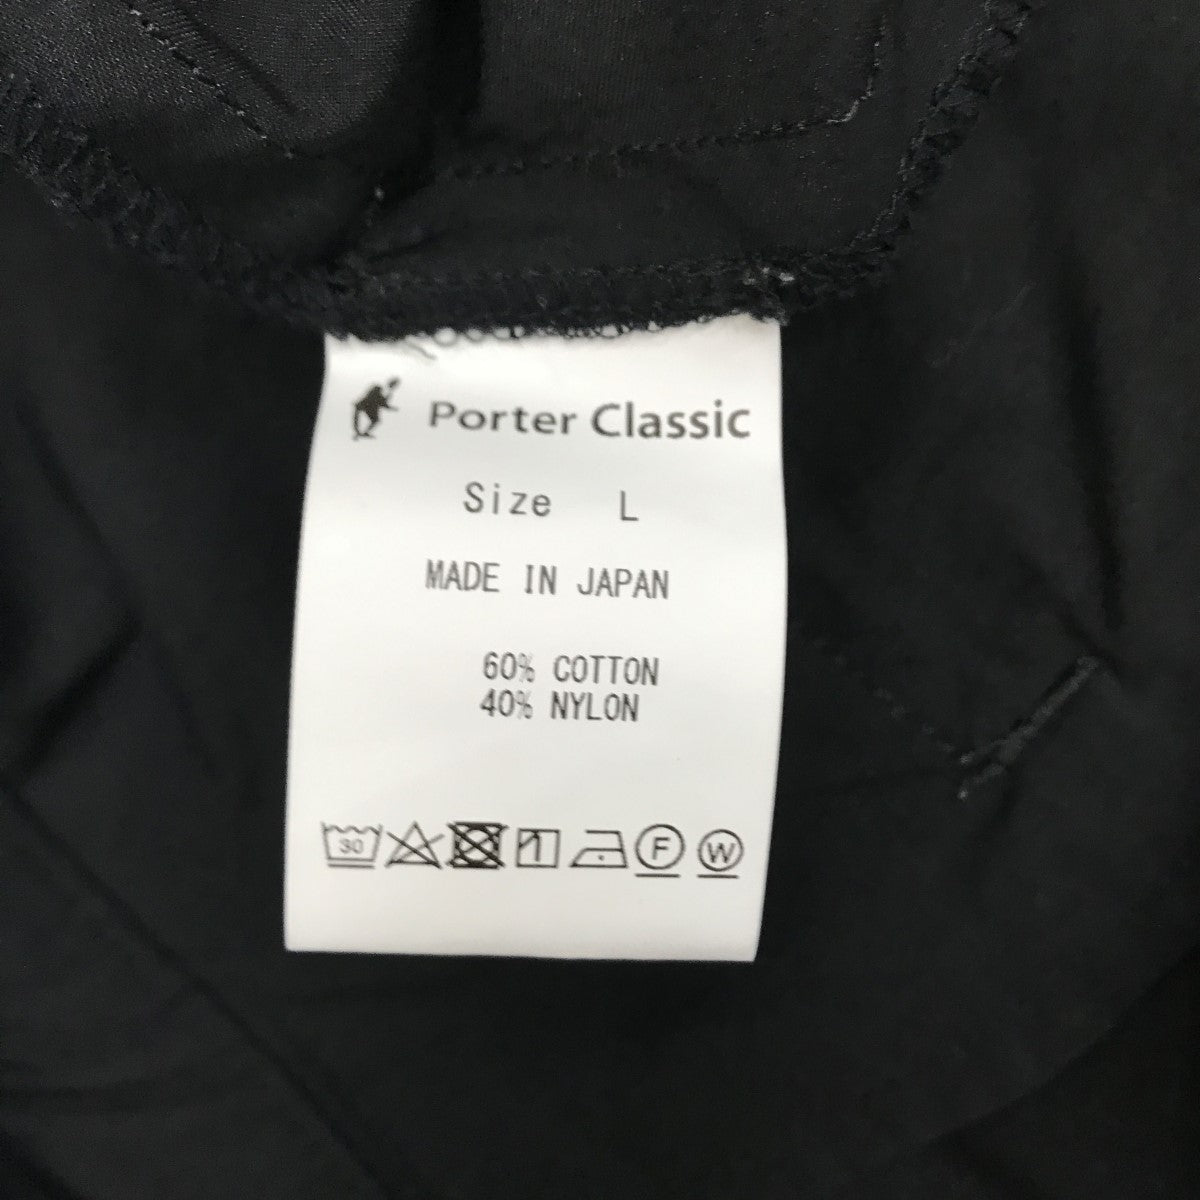 Porter Classic
Size L
MADE IN JAPAN
60% COTTON
40% NYLON
30 F W